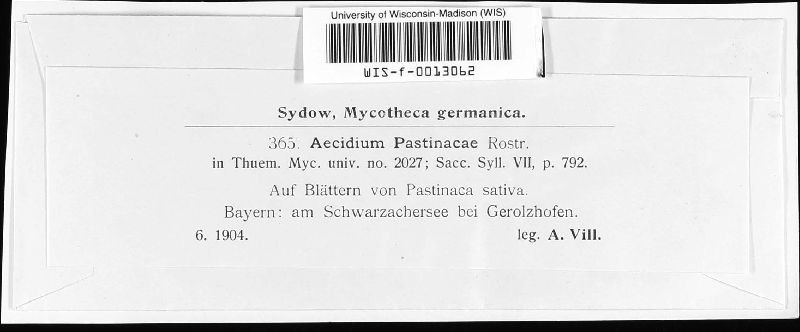 University of Wisconsin-Madison (WIS)
WIS-f-0013062
Sydow, Mycotheca germanica.
365. Aecidium Pastinacae Rostr.
in Thuem. Myc. univ. no. 2027; Sacc. Syll. VII, p. 792.
Auf Blättern von Pastinaca sativa.
Bayern: am Schwarzachersee bei Gerolzhofen.
6. 1904. leg. A. Vill.